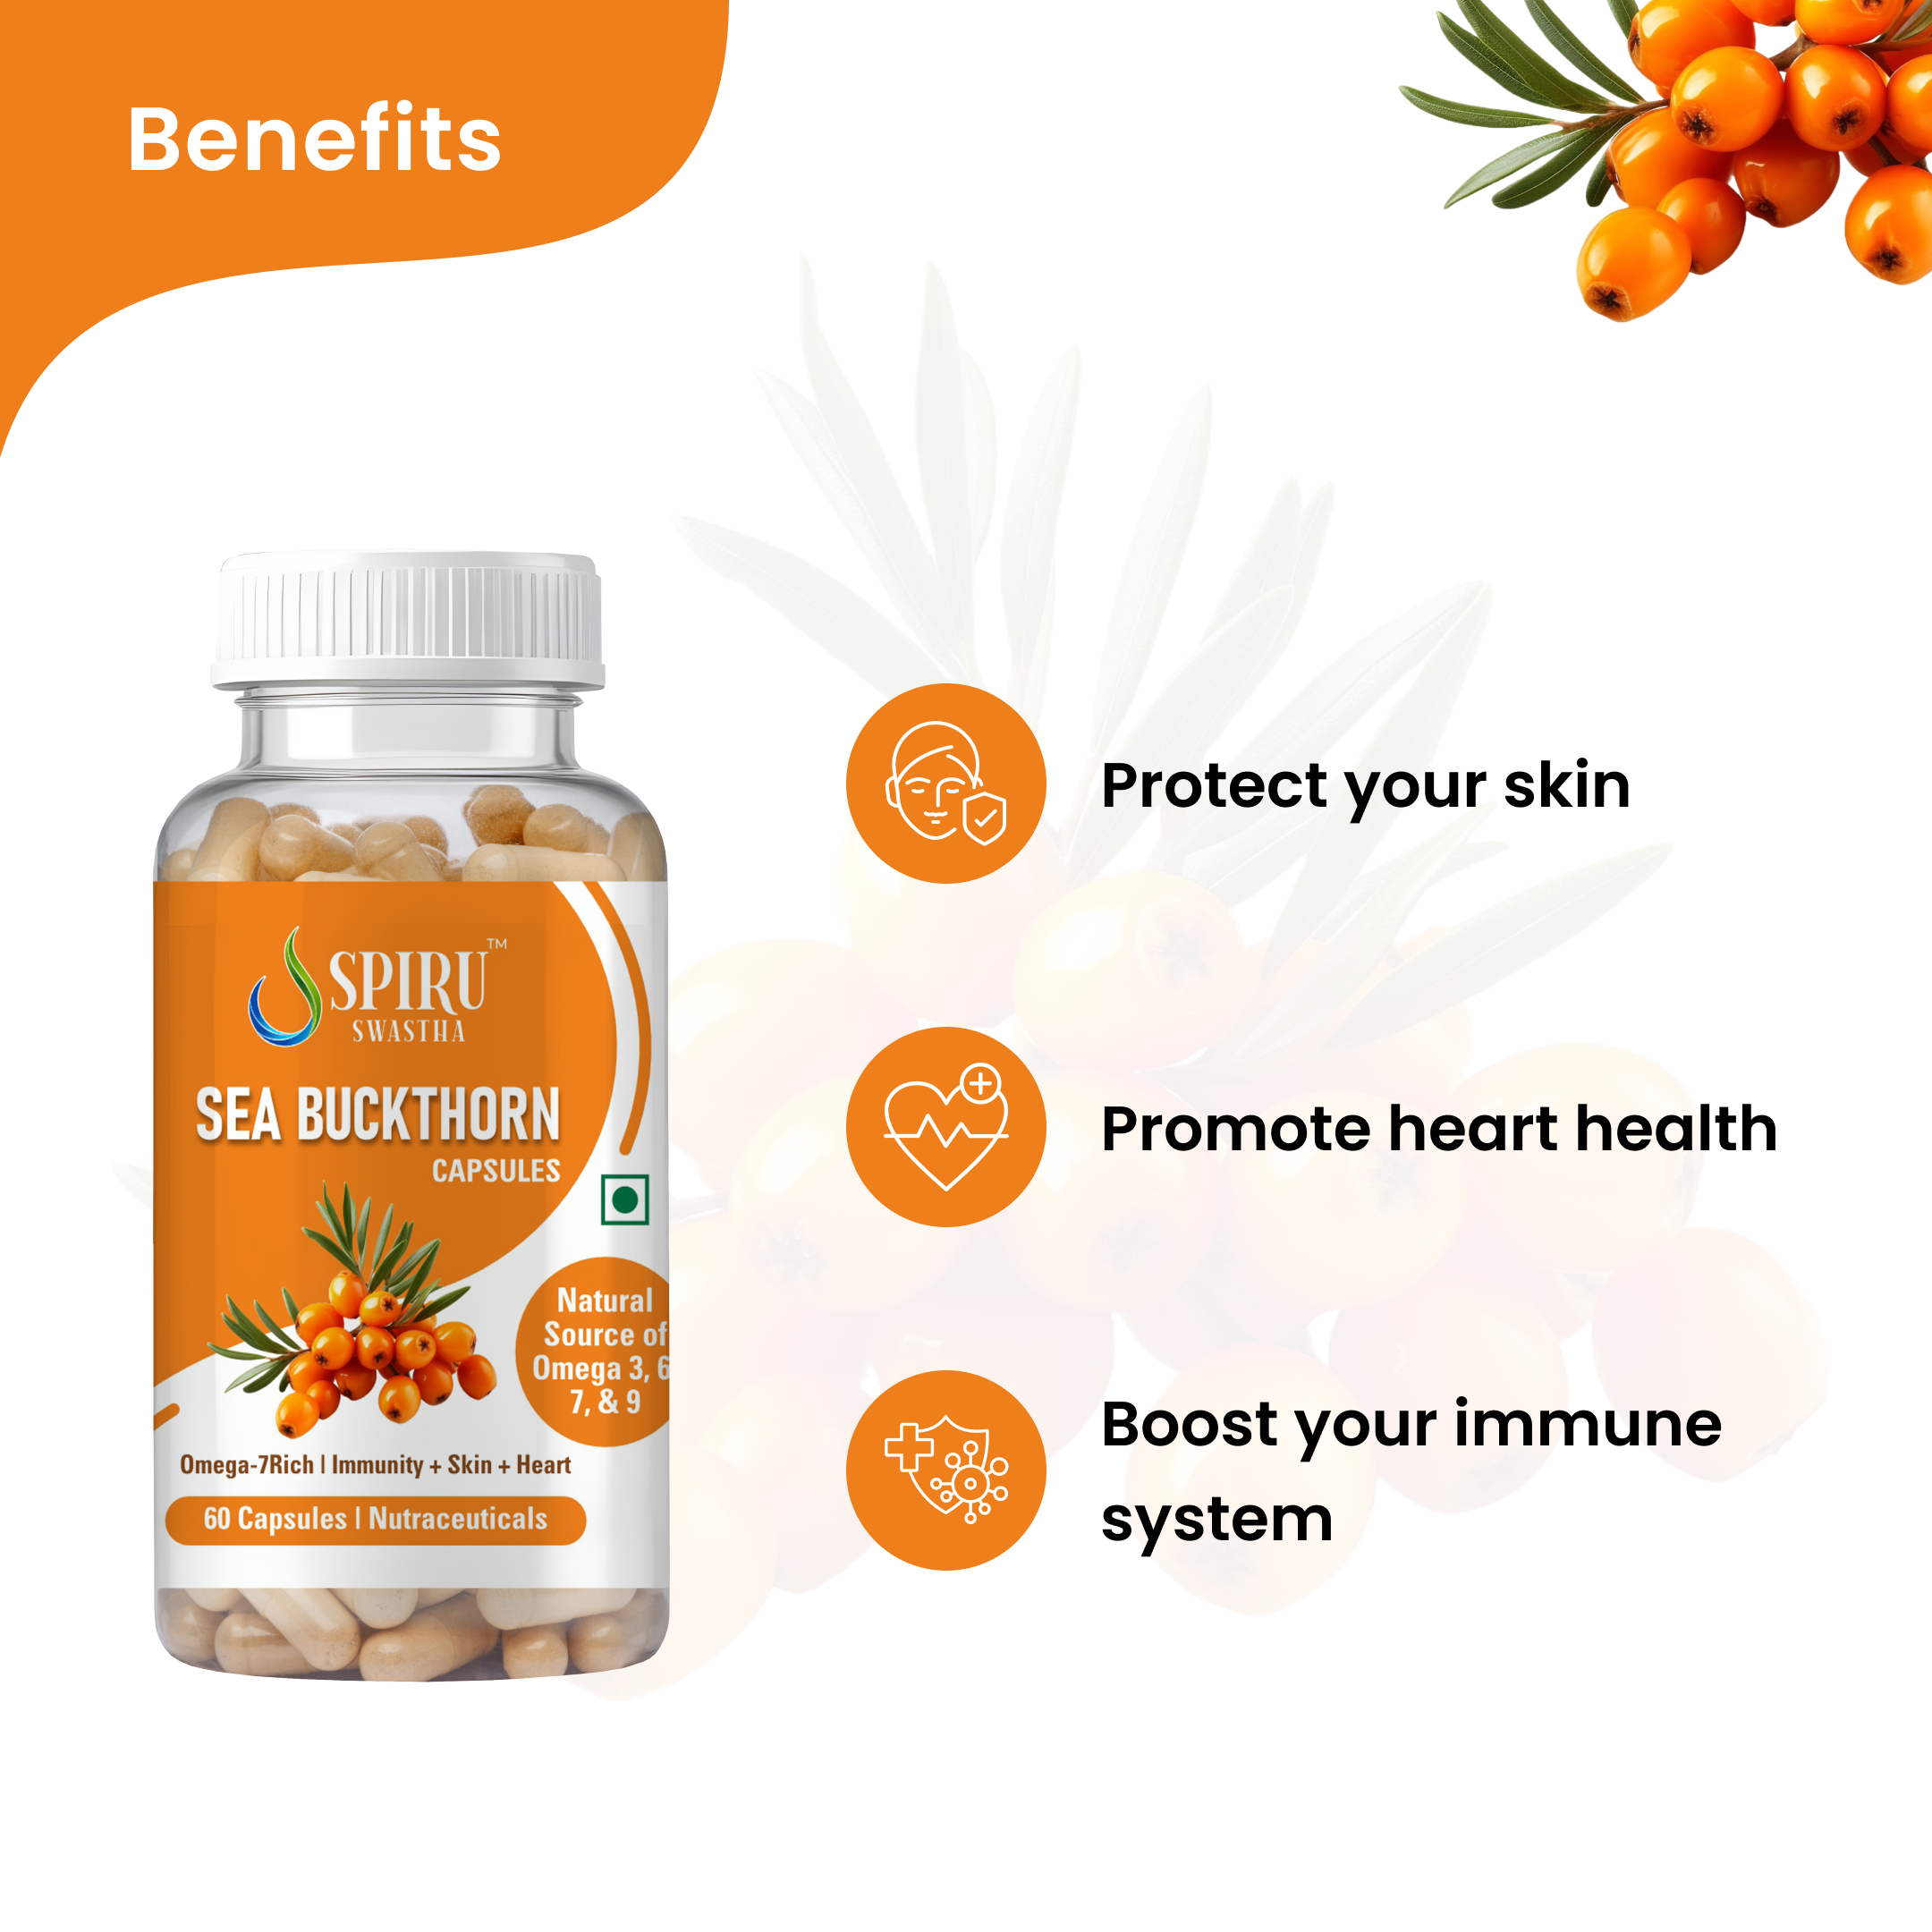 Benefits
SPIRU™
SWASTHA
SEA BUCKTHORN
CAPSULES
Natural
Source of
Omega 3, 6
7, & 9
Omega-7Rich | Immunity + Skin + Heart
60 Capsules | Nutraceuticals
Protect your skin
Promote heart health
Boost your immune
system